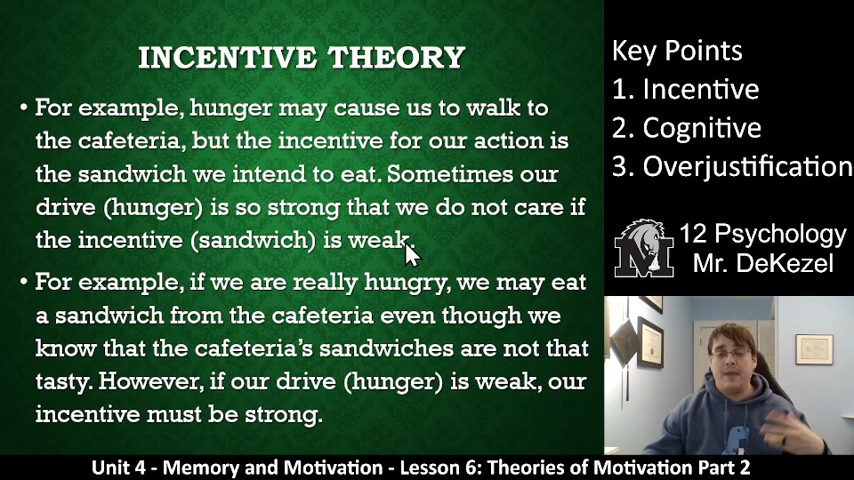 INCENTIVE THEORY
• For example, hunger may cause us to walk to
the cafeteria, but the incentive for our action is
the sandwich we intend to eat. Sometimes our
drive (hunger) is so strong that we do not care if
the incentive (sandwich) is weak.
• For example, if we are really hungry, we may eat
a sandwich from the cafeteria even though we
know that the cafeteria's sandwiches are not that
tasty. However, if our drive (hunger) is weak, our
incentive must be strong.
Key Points
1. Incentive
2. Cognitive
3. Overjustification
M
12 Psychology
Mr. DeKezel
Unit 4 - Memory and Motivation - Lesson 6: Theories of Motivation Part 2